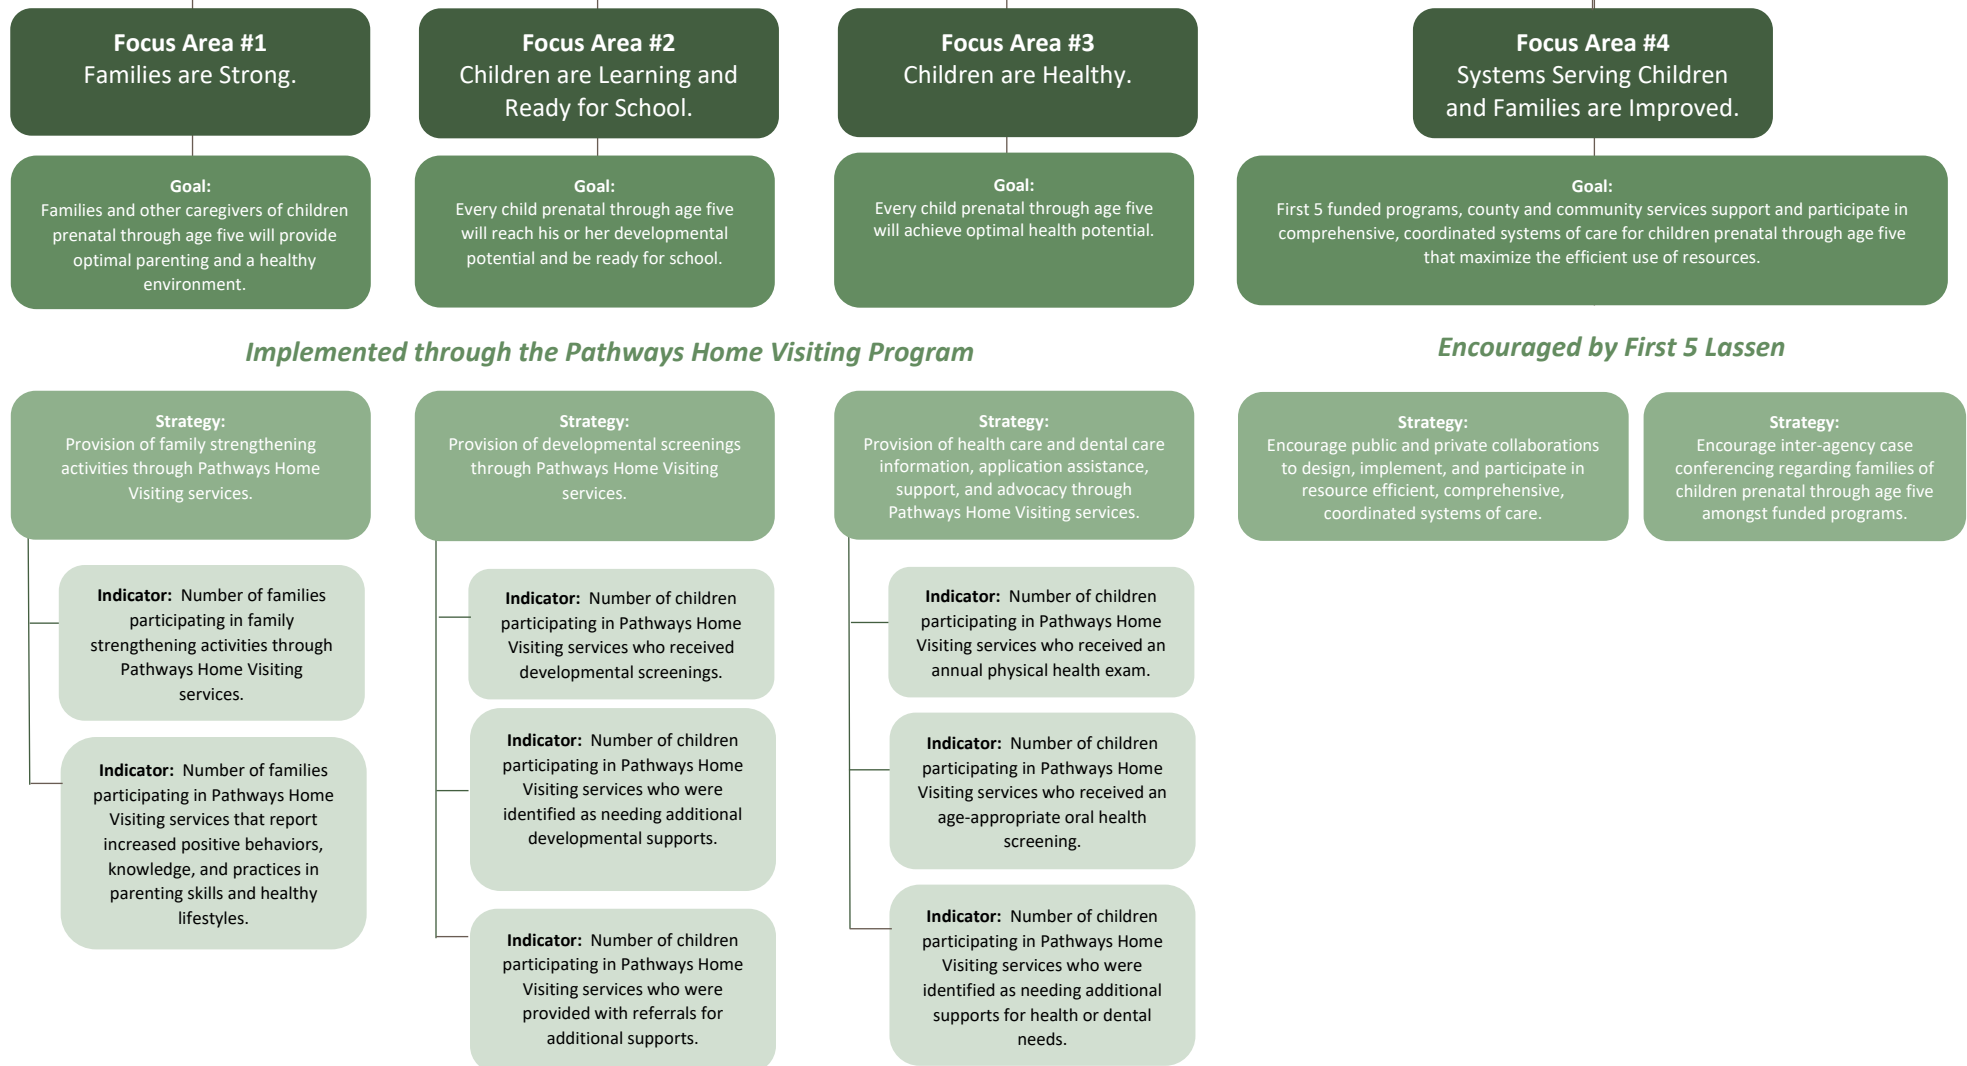 Focus Area #1
Families are Strong.
Focus Area #2
Children are Learning and
Ready for School.
Focus Area #3
Children are Healthy.
Focus Area #4
Systems Serving Children
and Families are Improved.
Goal:
Families and other caregivers of children
prenatal through age five will provide
optimal parenting and a healthy
environment.
Goal:
Every child prenatal through age five
will reach his or her developmental
potential and be ready for school.
Goal:
Every child prenatal through age five
will achieve optimal health potential.
Goal:
First 5 funded programs, county and community services support and participate in
comprehensive, coordinated systems of care for children prenatal through age five
that maximize the efficient use of resources.
Implemented through the Pathways Home Visiting Program
Encouraged by First 5 Lassen
Strategy:
Provision of family strengthening
activities through Pathways Home
Visiting services.
Strategy:
Provision of developmental screenings
through Pathways Home Visiting
services.
Strategy:
Provision of health care and dental care
information, application assistance,
support, and advocacy through
Pathways Home Visiting services.
Strategy:
Encourage public and private collaborations
to design, implement, and participate in
resource efficient, comprehensive,
coordinated systems of care.
Strategy:
Encourage inter-agency case
conferencing regarding families of
children prenatal through age five
amongst funded programs.
Indicator: Number of families
participating in family
strengthening activities through
Pathways Home Visiting
services.
Indicator: Number of families
participating in Pathways Home
Visiting services that report
increased positive behaviors,
knowledge, and practices in
parenting skills and healthy
lifestyles.
Indicator: Number of children
participating in Pathways Home
Visiting services who received
developmental screenings.
Indicator: Number of children
participating in Pathways Home
Visiting services who were
identified as needing additional
developmental supports.
Indicator: Number of children
participating in Pathways Home
Visiting services who were
provided with referrals for
additional supports.
Indicator: Number of children
participating in Pathways Home
Visiting services who received an
annual physical health exam.
Indicator: Number of children
participating in Pathways Home
Visiting services who received an
age-appropriate oral health
screening.
Indicator: Number of children
participating in Pathways Home
Visiting services who were
identified as needing additional
supports for health or dental
needs.